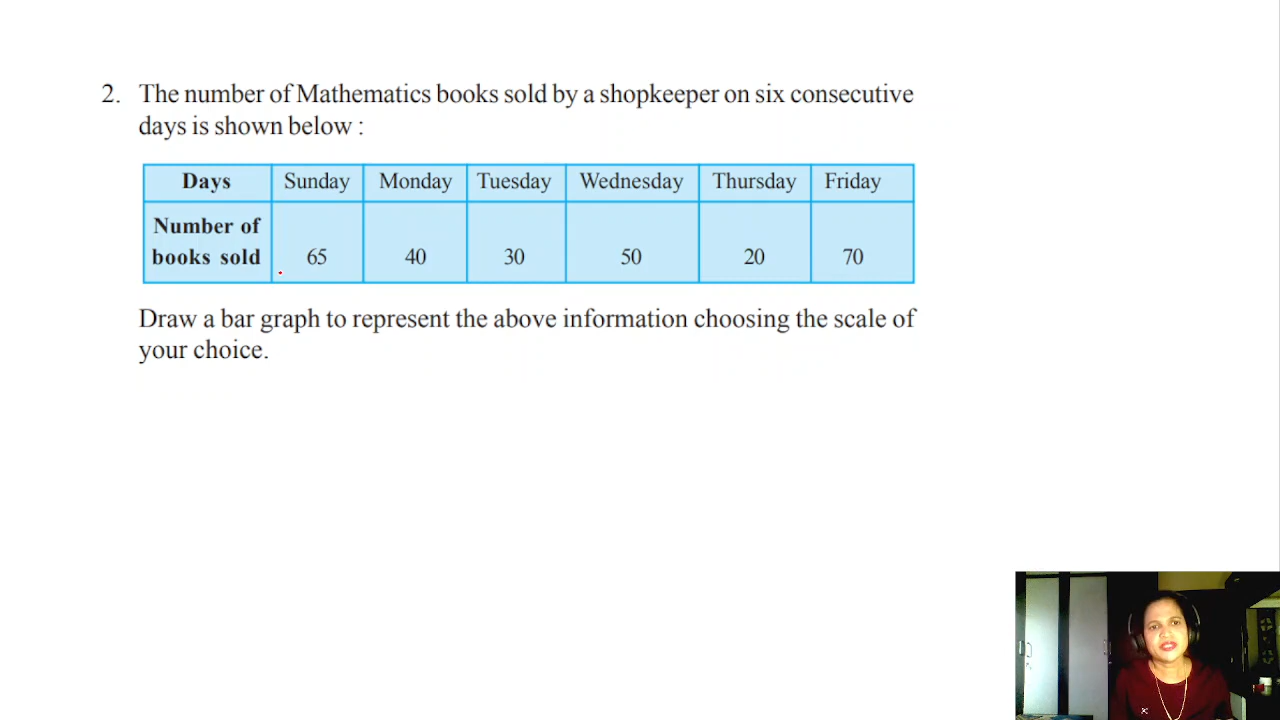 2. The number of Mathematics books sold by a shopkeeper on six consecutive
days is shown below :
Days Sunday Monday Tuesday Wednesday Thursday Friday
Number of
books sold 65 40 30 50 20 70
Draw a bar graph to represent the above information choosing the scale of
your choice.